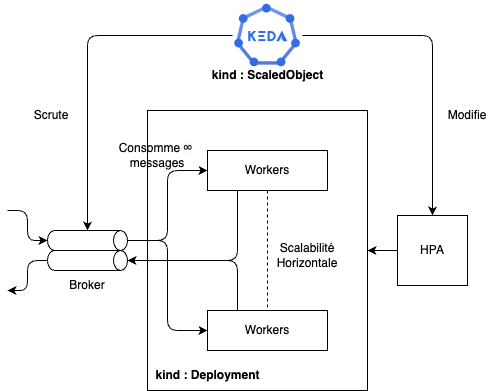 KEDA
kind : ScaledObject
Scrute
Modifie
Consomme ∞
messages
Workers
Scalabilité
Horizontale
HPA
Broker
Workers
kind : Deployment